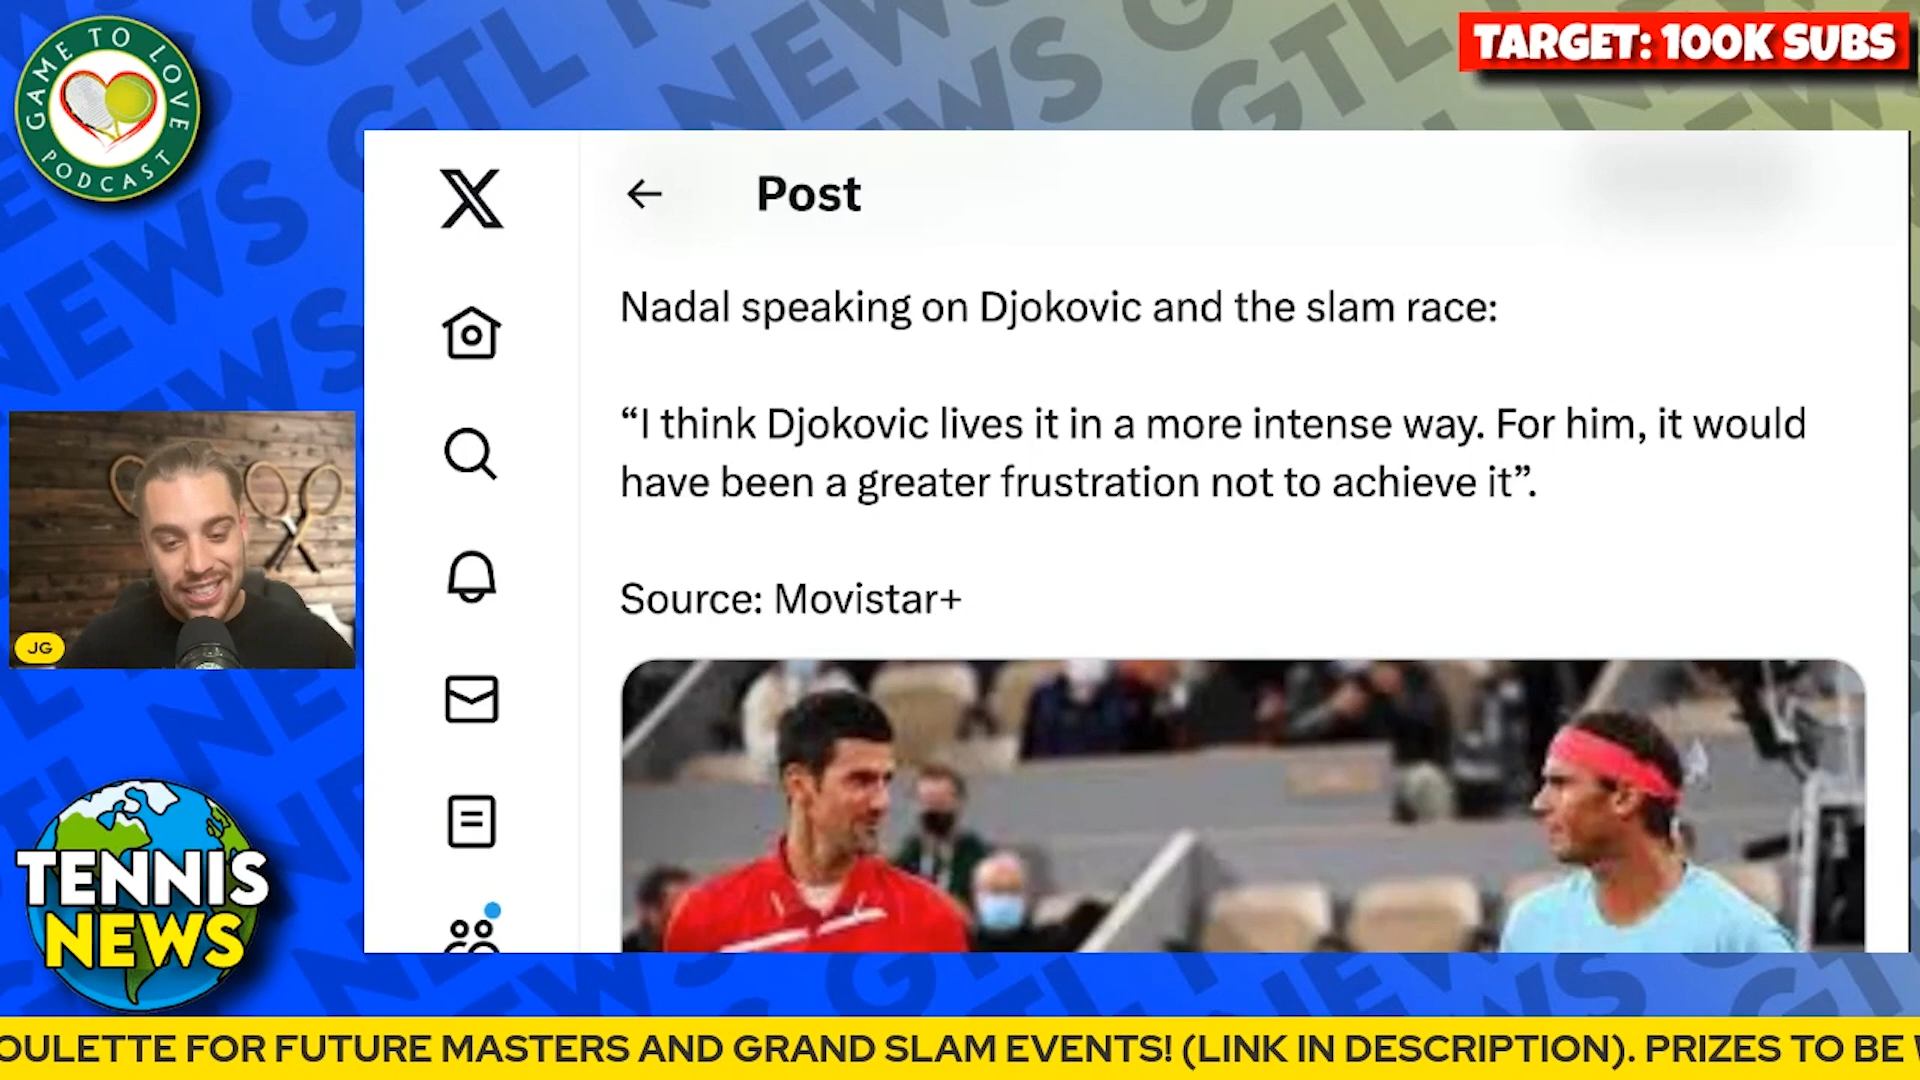 GAME TO LOVE
PODCAST
TARGET: 100K SUBS
GTL NEWS
X
Post
Nadal speaking on Djokovic and the slam race:
“I think Djokovic lives it in a more intense way. For him, it would
have been a greater frustration not to achieve it”.
Source: Movistar+
JG
TENNIS
NEWS
OULETTE FOR FUTURE MASTERS AND GRAND SLAM EVENTS! (LINK IN DESCRIPTION). PRIZES TO BE